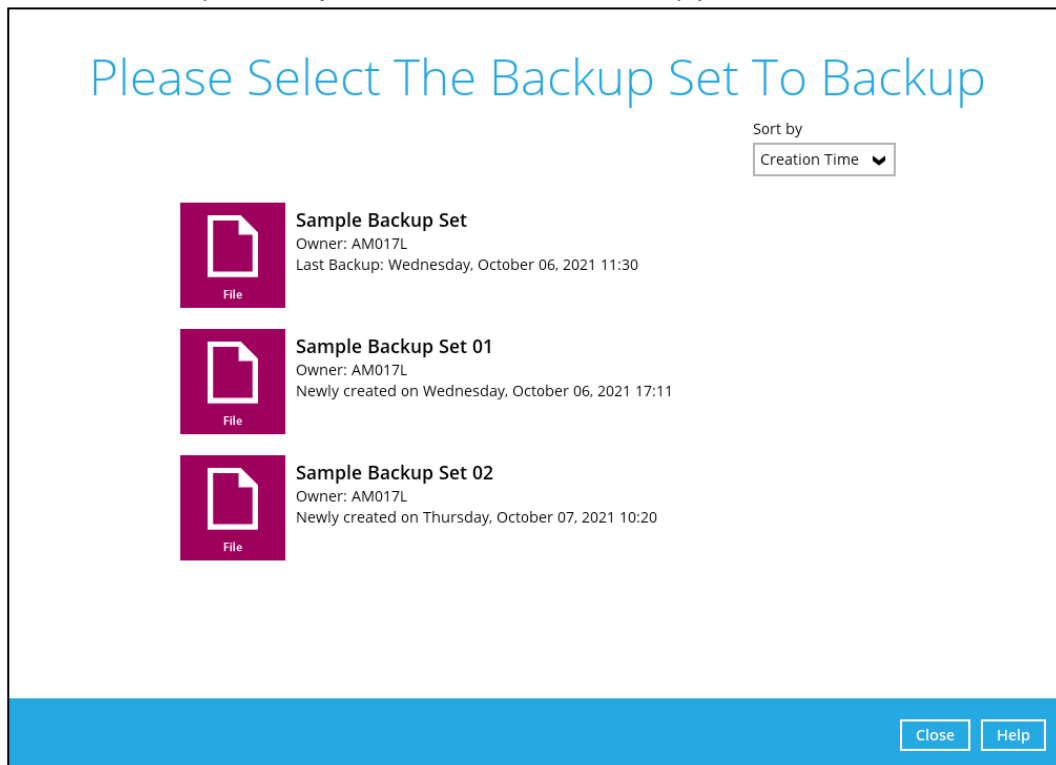 Please Select The Backup Set To Backup
Sort by
Creation Time
Sample Backup Set
Owner: AM017L
Last Backup: Wednesday, October 06, 2021 11:30
File
Sample Backup Set 01
Owner: AM017L
Newly created on Wednesday, October 06, 2021 17:11
File
Sample Backup Set 02
Owner: AM017L
Newly created on Thursday, October 07, 2021 10:20
File
Close Help